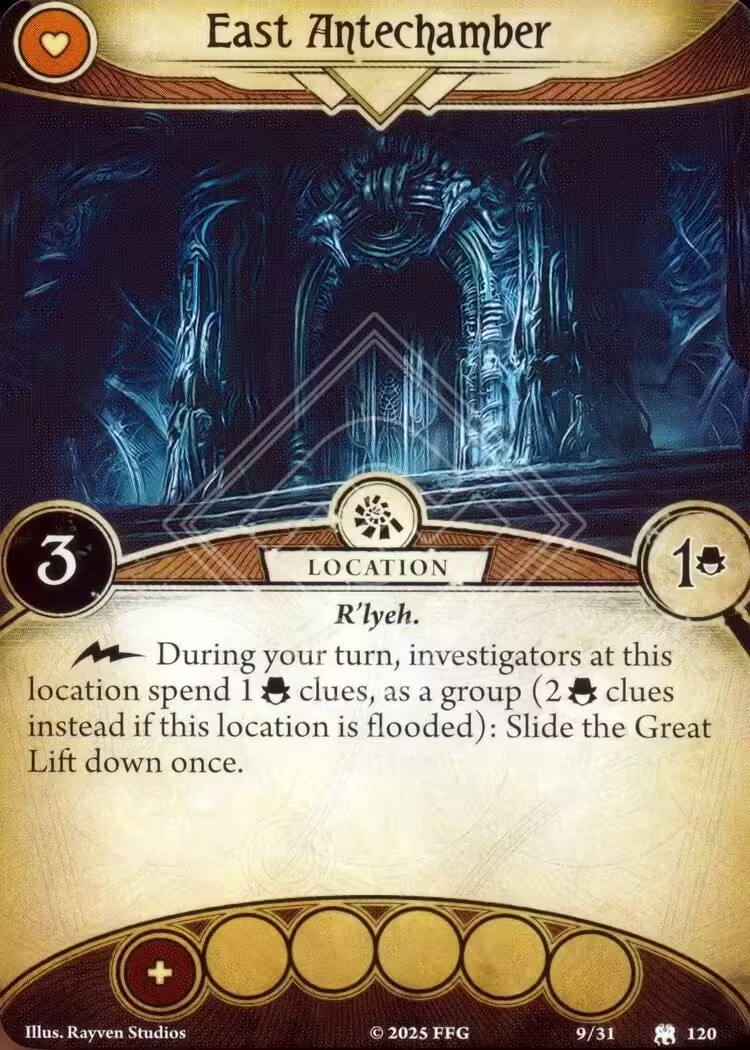 East Antechamber
3
LOCATION
1
R'lyeh.
During your turn, investigators at this
location spend 1 clues, as a group (2 clues
instead if this location is flooded): Slide the Great
Lift down once.
Illus. Rayven Studios © 2025 FFG 9/31 120